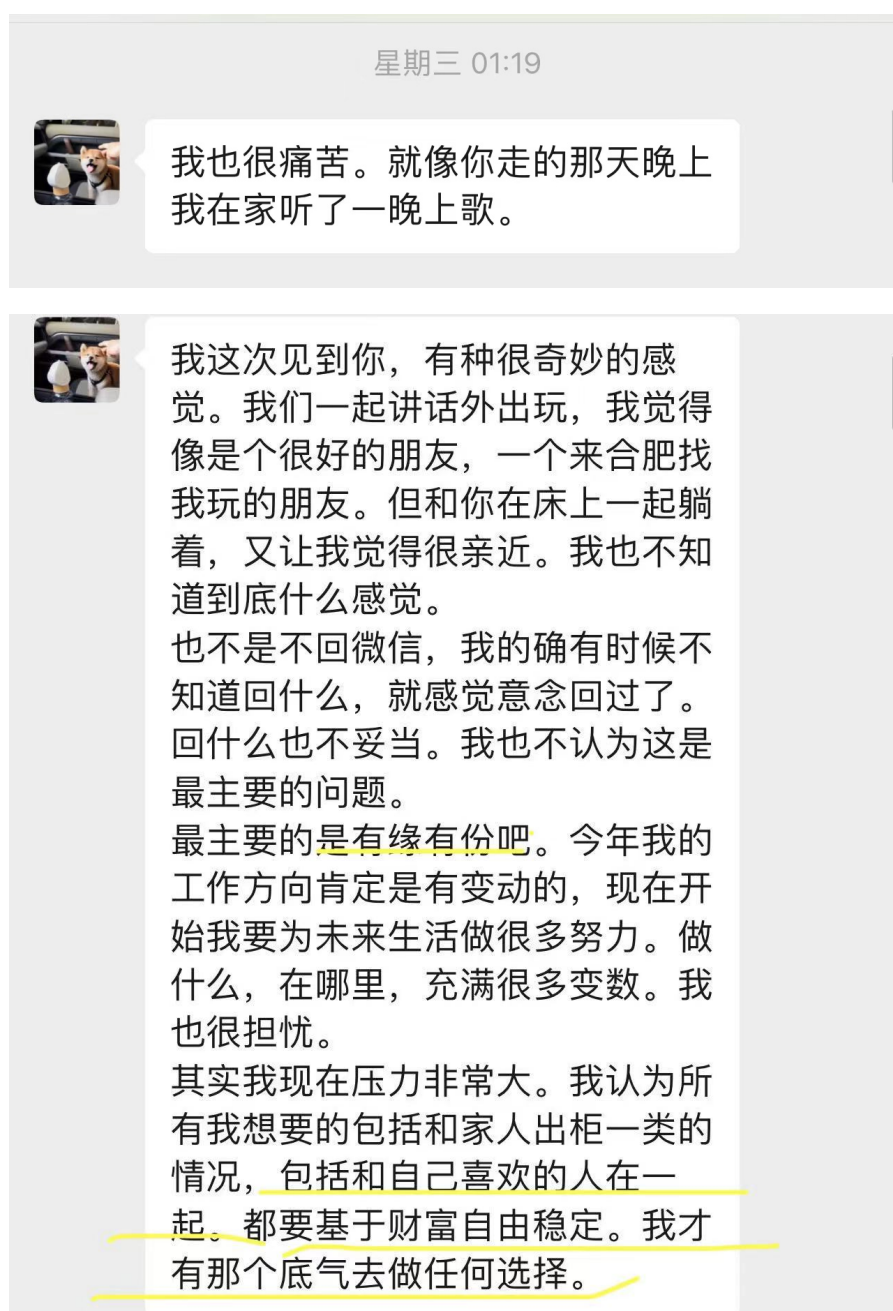 星期三 01:19
我也很痛苦。就像你走的那天晚上
我在家听了一晚上歌。
我这次见到你，有种很奇妙的感
觉。我们一起讲话外出玩，我觉得
像是个很好的朋友，一个来合肥找
我玩的朋友。但和你在床上一起躺
着，又让我觉得很亲近。我也不知
道到底什么感觉。
也不是不回微信，我的确有时候不
知道回什么，就感觉意念回过了。
回什么也不妥当。我也不认为这是
最主要的问题。
最主要的是有缘有份吧。今年我的
工作方向肯定是有变动的，现在开
始我要为未来生活做很多努力。做
什么，在哪里，充满很多变数。我
也很担忧。
其实我现在压力非常大。我认为所
有我想要的包括和家人出柜一类的
情况，包括和自己喜欢的人在一
起。都要基于财富自由稳定。我才
有那个底气去做任何选择。